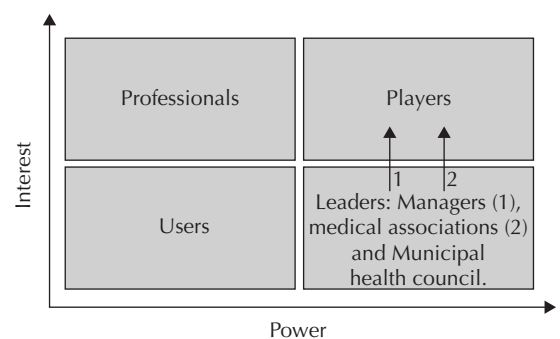 Interest
Professionals
Players
1
2
Users
Leaders: Managers (1),
medical associations (2)
and Municipal
health council.
Power